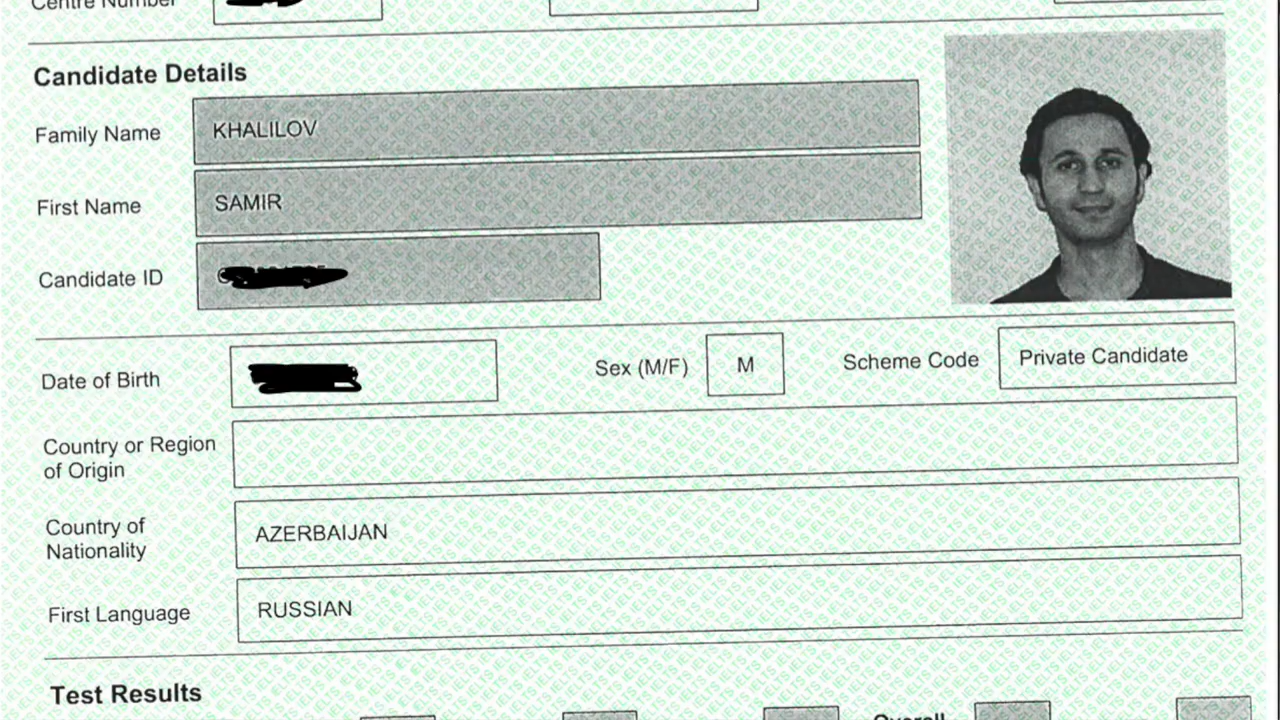 Centre Number
Candidate Details
Family Name KHALILOV
First Name SAMIR
Candidate ID
Date of Birth Sex (M/F) M Scheme Code Private Candidate
Country or Region
of Origin
Country of
Nationality AZERBAIJAN
First Language RUSSIAN
Test Results
Overall